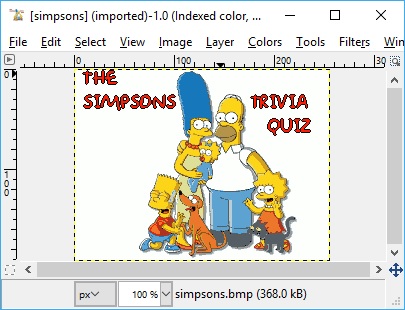 [simpsons] (imported)-1.0 (Indexed color, ...
File Edit View Image Layer Colors Tools Filters Win
0 100 200 300
0
100
THE
SIMPSONS TRIVIA
QUIZ
px 100 % simpsons.bmp (368.0 kB)